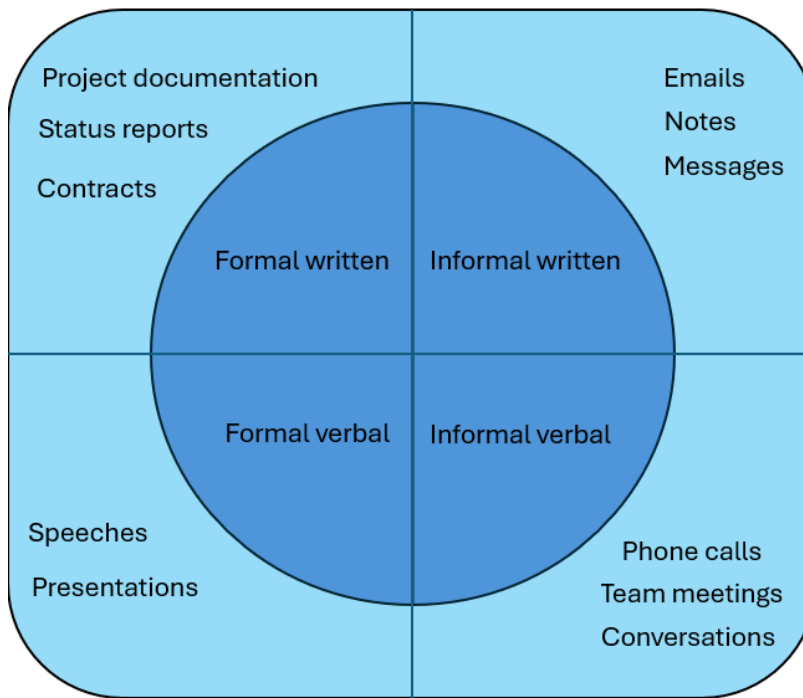 Project documentation
Status reports
Contracts
Emails
Notes
Messages
Formal written
Informal written
Formal verbal
Informal verbal
Speeches
Presentations
Phone calls
Team meetings
Conversations